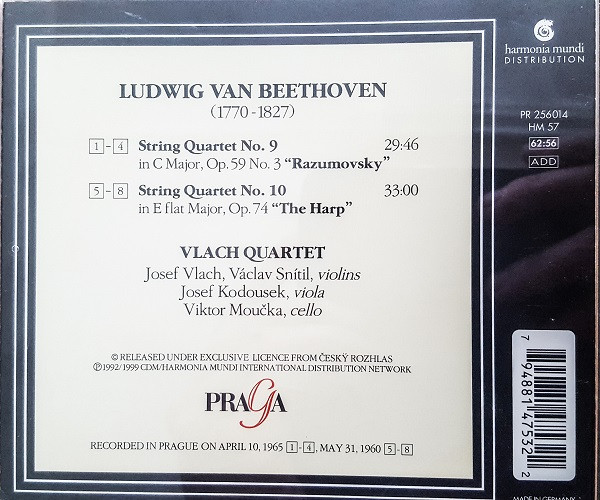 harmonia mundi
DISTRIBUTION
PR 256014
HM 57
62:56
ADD
LUDWIG VAN BEETHOVEN
(1770-1827)
1-4 String Quartet No. 9 29:46
in C Major, Op. 59 No. 3 “Razumovsky”
5-8 String Quartet No. 10 33:00
in E flat Major, Op. 74 “The Harp”
VLACH QUARTET
Josef Vlach, Václav Snítil, violins
Josef Kodousek, viola
Viktor Moučka, cello
© RELEASED UNDER EXCLUSIVE LICENCE FROM ČESKÝ ROZHLAS
℗1992/1999 CDM/HARMONIA MUNDI INTERNATIONAL DISTRIBUTION NETWORK
PRAGA
RECORDED IN PRAGUE ON APRIL 10, 1965 1-4, MAY 31, 1960 5-8
7 94881 47532 2
MADE IN GERMANY